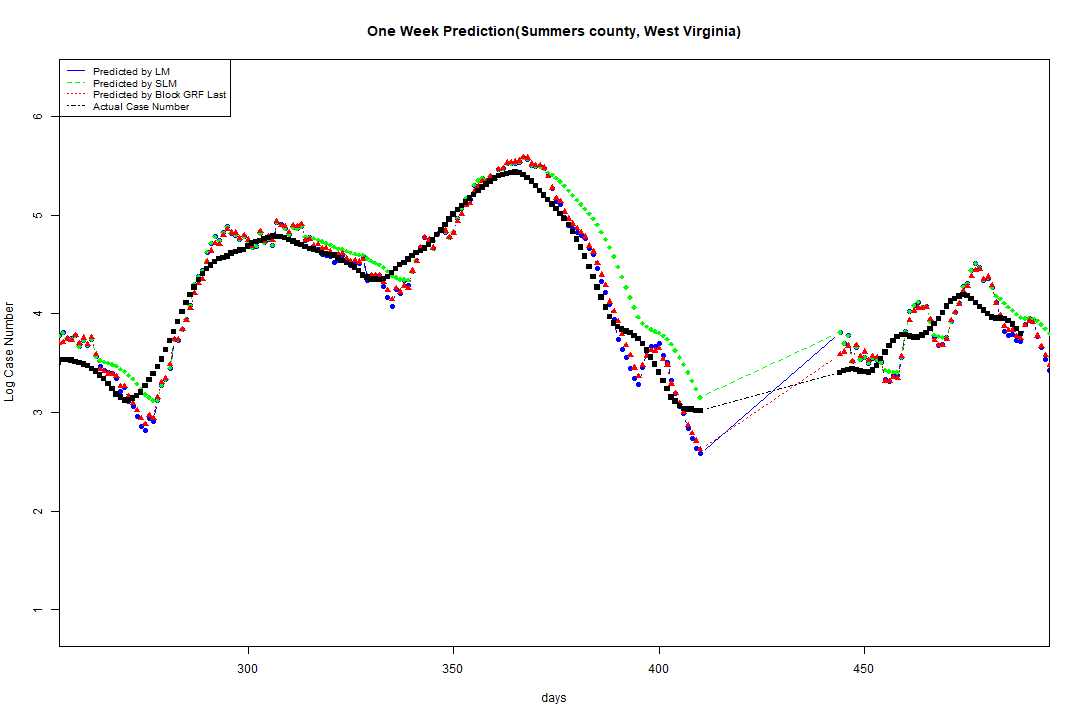 One Week Prediction(Summers county, West Virginia)
Predicted by LM
Predicted by SLM
Predicted by Block GRF Last
Actual Case Number
Log Case Number
6
5
4
3
2
1
300 350 400 450
days